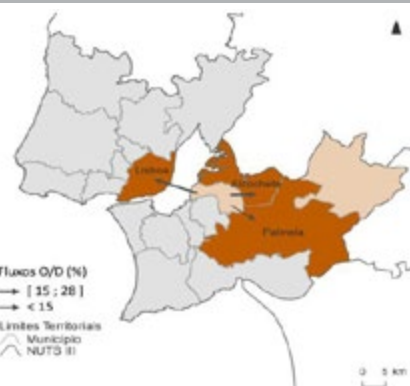 Lisboa
Alcochete
Palmela
Fluxos O/D (%)
[ 15 ; 28 ]
< 15
Limites Territoriais
Município
NUTS III
0 5 km